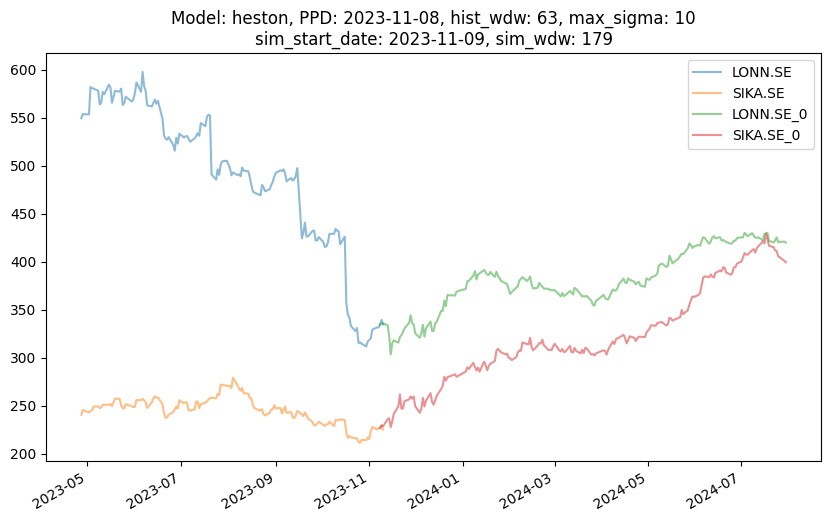 Model: heston, PPD: 2023-11-08, hist_wdw: 63, max_sigma: 10
sim_start_date: 2023-11-09, sim_wdw: 179
LONN.SE
SIKA.SE
LONN.SE_0
SIKA.SE_0
600
550
500
450
400
350
300
250
200
2023-05
2023-07
2023-09
2023-11
2024-01
2024-03
2024-05
2024-07